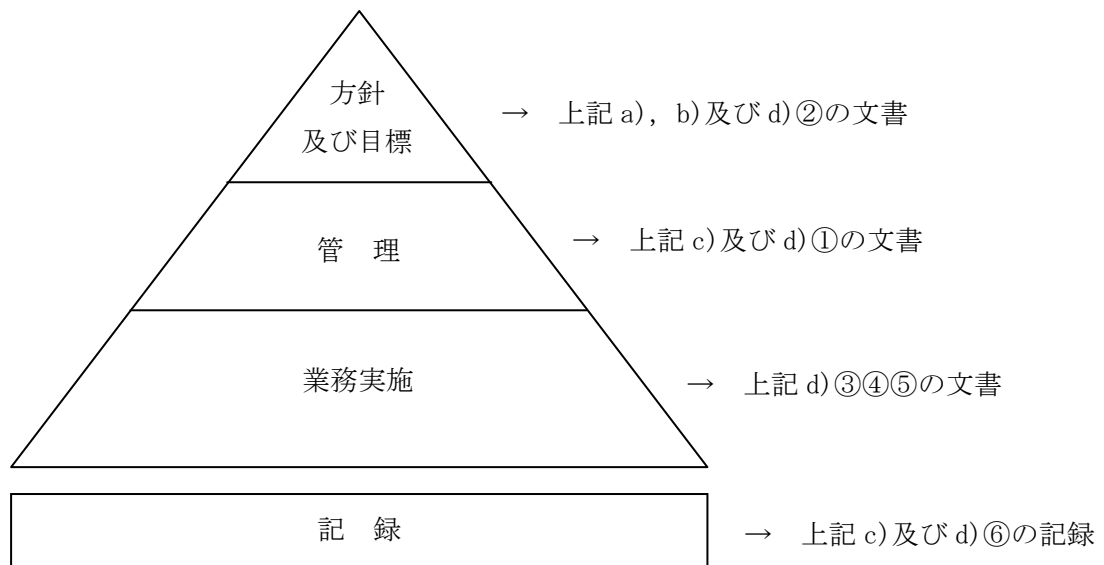 方針
及び目標
→ 上記 a), b)及び d)②の文書
管 理
→ 上記 c)及び d)①の文書
業務実施
→ 上記 d)③④⑤の文書
記 録
→ 上記 c)及び d)⑥の記録